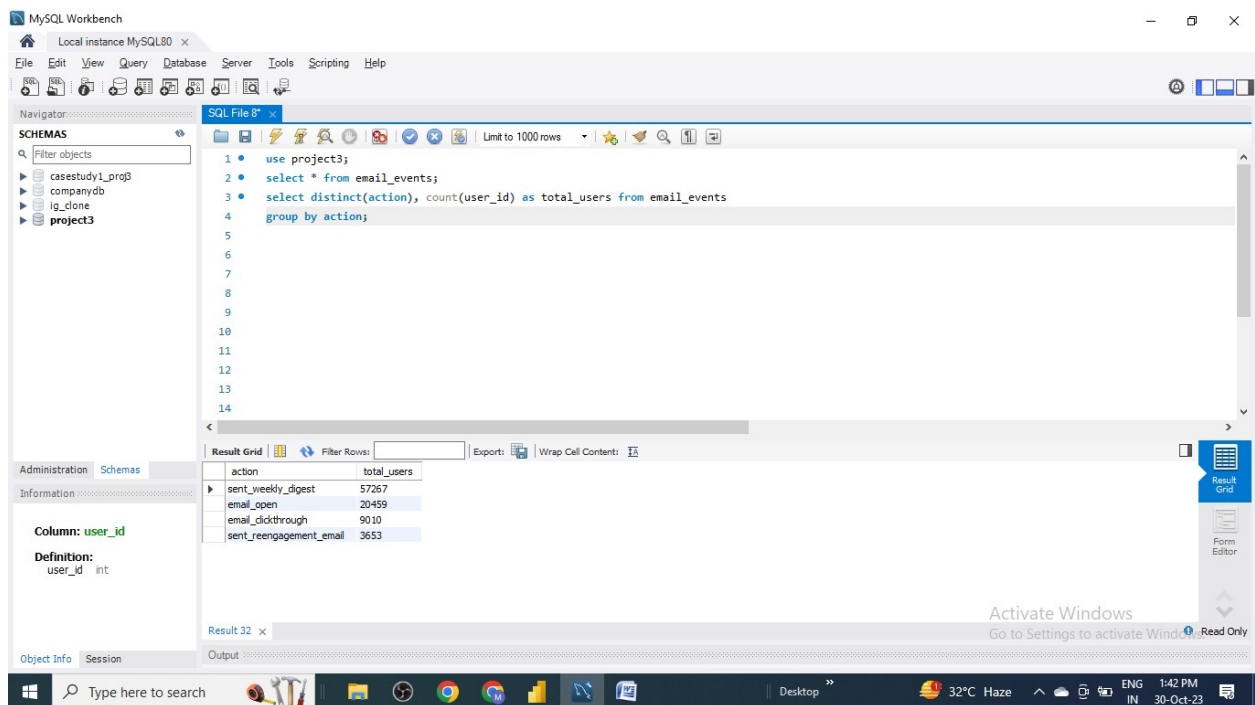 MySQL Workbench
Local instance MySQL80
File Edit View Query Database Server Tools Scripting Help
Navigator
SQL File 8*
SCHEMAS
Limit to 1000 rows
Filter objects
casestudy1_proj3
companydb
ig_clone
project3
1 use project3;
2 select * from email_events;
3 select distinct(action), count(user_id) as total_users from email_events
4 group by action;
5
6
7
8
9
10
11
12
13
14
Result Grid Filter Rows: Export: Wrap Cell Content:
Administration Schemas
action total_users
sent_weekly_digest 57267
email_open 20459
email_clickthrough 9010
sent_reengagement_email 3653
Result Grid
Form Editor
Information
Column: user_id
Definition:
user_id int
Activate Windows
Go to Settings to activate Windows.
Result 32
Read Only
Object Info Session
Output
Type here to search
Desktop
32°C Haze
ENG
IN
1:42 PM
30-Oct-23